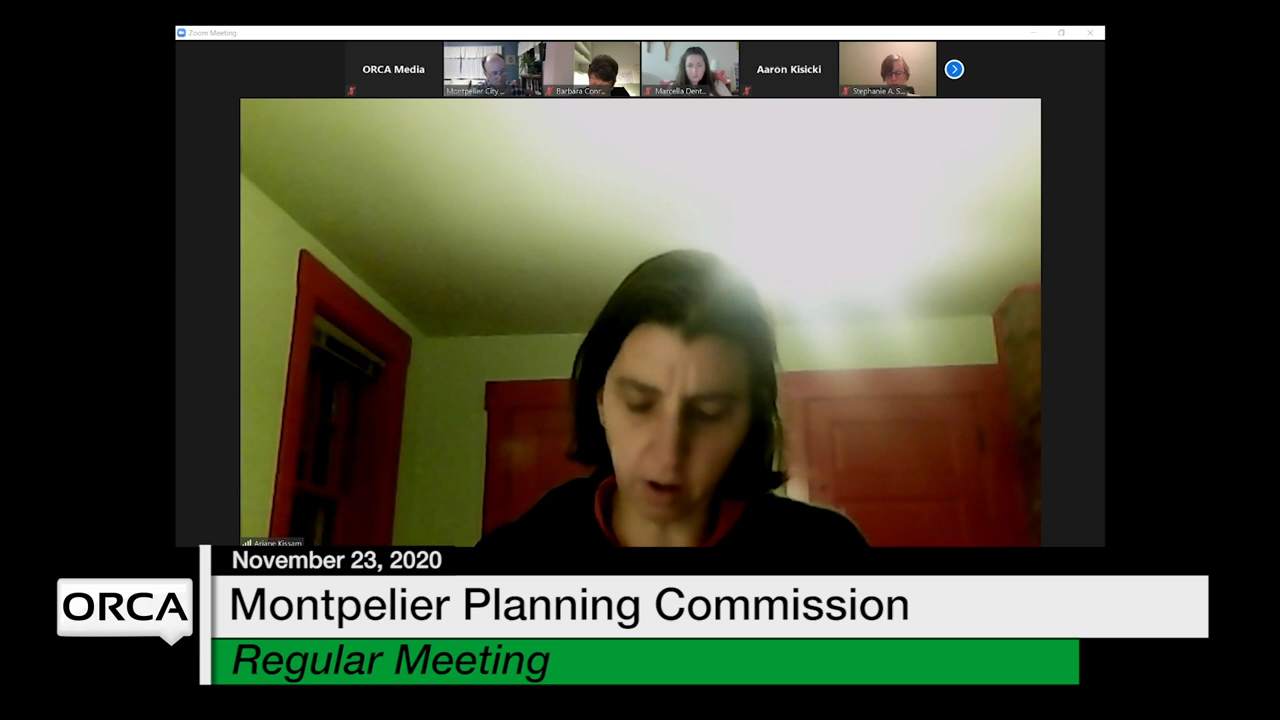 Zoom Meeting
ORCA Media
Aaron Kisicki
Montpelier City ...
Barbara Conr...
Marcella Dent...
Stephanie A. S...
Ariane Kissam
November 23, 2020
ORCA
Montpelier Planning Commission
Regular Meeting